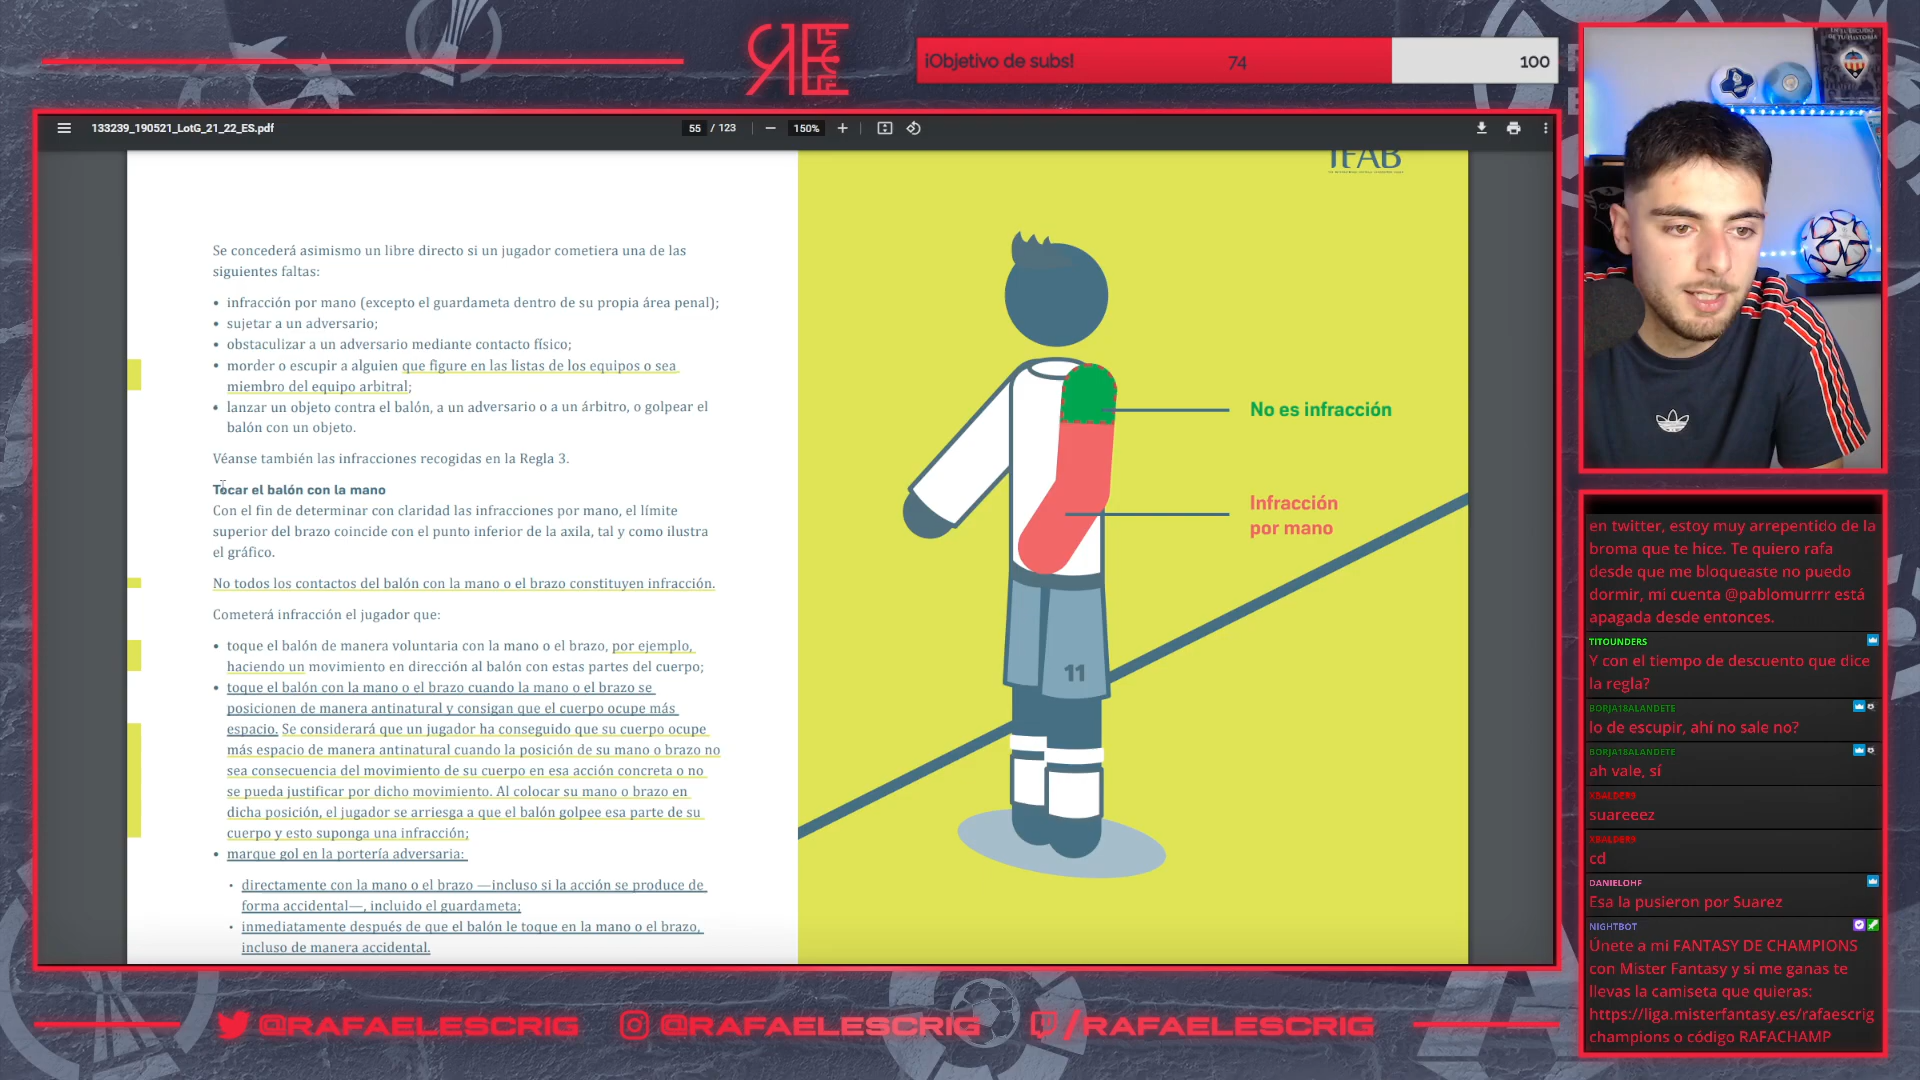 ¡Objetivo de subs! 74 100
133239_190521_LotG_21_22_ES.pdf 55 / 123 150%
IFAB
Se concederá asimismo un libre directo si un jugador cometiera una de las
siguientes faltas:
• infracción por mano (excepto el guardameta dentro de su propia área penal);
• sujetar a un adversario;
• obstaculizar a un adversario mediante contacto físico;
• morder o escupir a alguien que figure en las listas de los equipos o sea
miembro del equipo arbitral;
• lanzar un objeto contra el balón, a un adversario o a un árbitro, o golpear el
balón con un objeto.
Véanse también las infracciones recogidas en la Regla 3.
Tocar el balón con la mano
Con el fin de determinar con claridad las infracciones por mano, el límite
superior del brazo coincide con el punto inferior de la axila, tal y como ilustra
el gráfico.
No todos los contactos del balón con la mano o el brazo constituyen infracción.
Cometerá infracción el jugador que:
• toque el balón de manera voluntaria con la mano o el brazo, por ejemplo,
haciendo un movimiento en dirección al balón con estas partes del cuerpo;
• toque el balón con la mano o el brazo cuando la mano o el brazo se
posicionen de manera antinatural y consigan que el cuerpo ocupe más
espacio. Se considerará que un jugador ha conseguido que su cuerpo ocupe
más espacio de manera antinatural cuando la posición de su mano o brazo no
sea consecuencia del movimiento de su cuerpo en esa acción concreta o no
se pueda justificar por dicho movimiento. Al colocar su mano o brazo en
dicha posición, el jugador se arriesga a que el balón golpee esa parte de su
cuerpo y esto suponga una infracción;
• marque gol en la portería adversaria:
• directamente con la mano o el brazo —incluso si la acción se produce de
forma accidental—, incluido el guardameta;
• inmediatamente después de que el balón le toque en la mano o el brazo,
incluso de manera accidental.
No es infracción
Infracción
por mano
11
en twitter, estoy muy arrepentido de la
broma que te hice. Te quiero rafa
desde que me bloqueaste no puedo
dormir, mi cuenta @pablomurrrr está
apagada desde entonces.
TITOUNDERS
Y con el tiempo de descuento que dice
la regla?
BORJA18ALANDETE
lo de escupir, ahí no sale no?
BORJA18ALANDETE
ah vale, sí
XBALDER9
suareeez
XBALDER9
cd
DANIELOHF
Esa la pusieron por Suarez
NIGHTBOT
Únete a mi FANTASY DE CHAMPIONS
con Mister Fantasy y si me ganas te
llevas la camiseta que quieras:
https://liga.misterfantasy.es/rafaescrig
champions o código RAFACHAMP
@RAFAELESCRIG @RAFAELESCRIG /RAFAELESCRIG